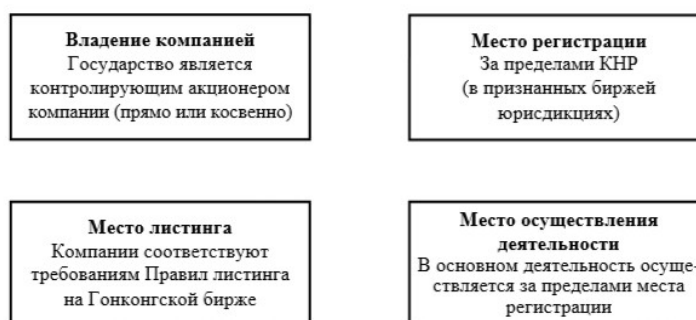 Владение компанией
Государство является
контролирующим акционером
компании (прямо или косвенно)
Место регистрации
За пределами КНР
(в признанных биржей
юрисдикциях)
Место листинга
Компании соответствуют
требованиям Правил листинга
на Гонконгской бирже
Место осуществления
деятельности
В основном деятельность осуще-
ствляется за пределами места
регистрации